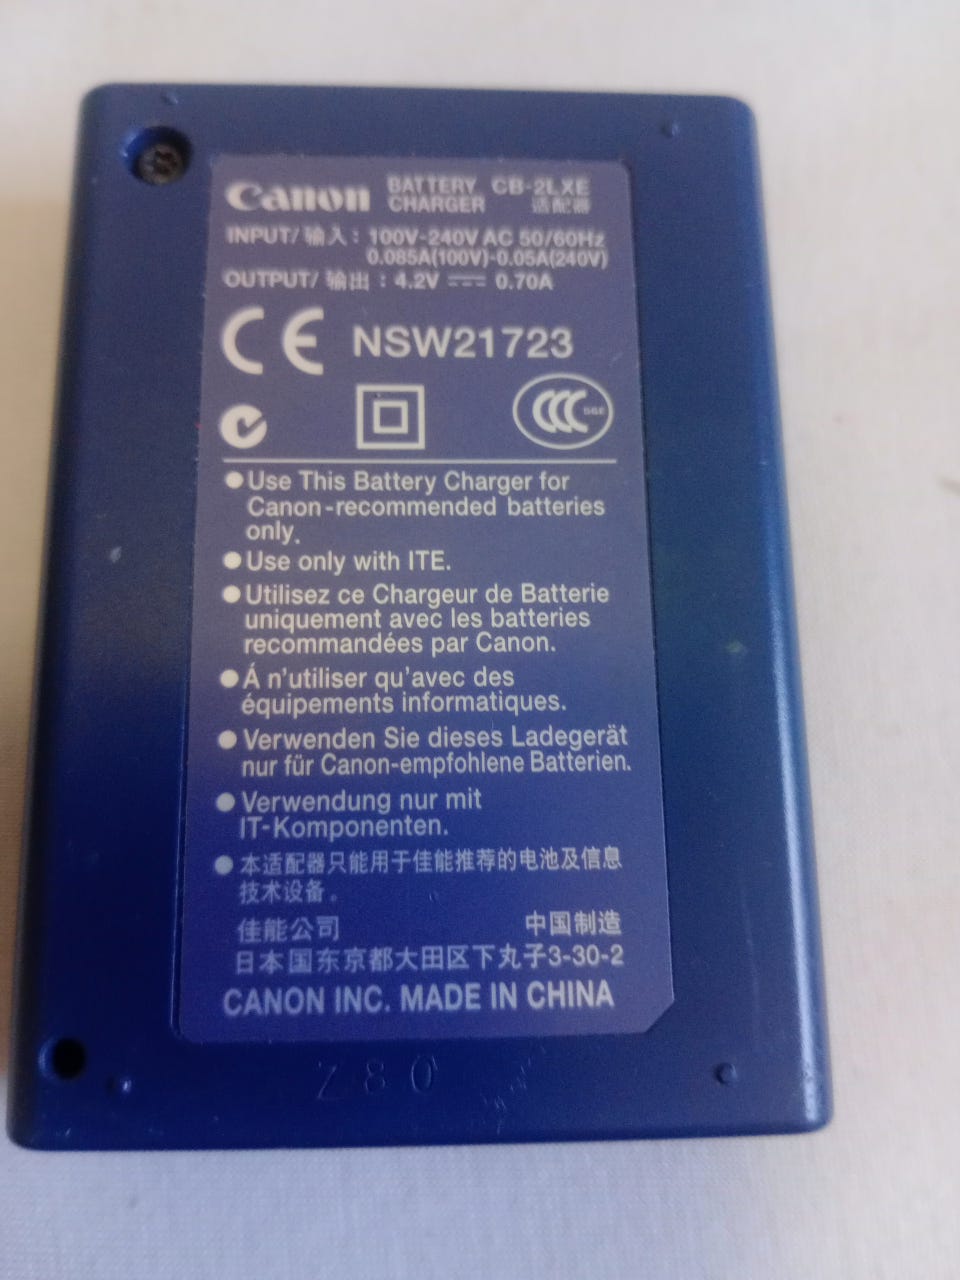 Canon BATTERY CHARGER CB-2LXE 适配器
INPUT/ 输入: 100V-240V AC 50/60Hz
0.085A(100V)-0.05A(240V)
OUTPUT/ 输出: 4.2V ⎓ 0.70A
CE NSW21723
CCC S&E
●Use This Battery Charger for
Canon-recommended batteries
only.
●Use only with ITE.
●Utilisez ce Chargeur de Batterie
uniquement avec les batteries
recommandées par Canon.
●Á n'utiliser qu'avec des
équipements informatiques.
●Verwenden Sie dieses Ladegerät
nur für Canon-empfohlene Batterien.
●Verwendung nur mit
IT-Komponenten.
●本适配器只能用于佳能推荐的电池及信息
技术设备。
佳能公司 中国制造
日本国东京都大田区下丸子3-30-2
CANON INC. MADE IN CHINA
Z80